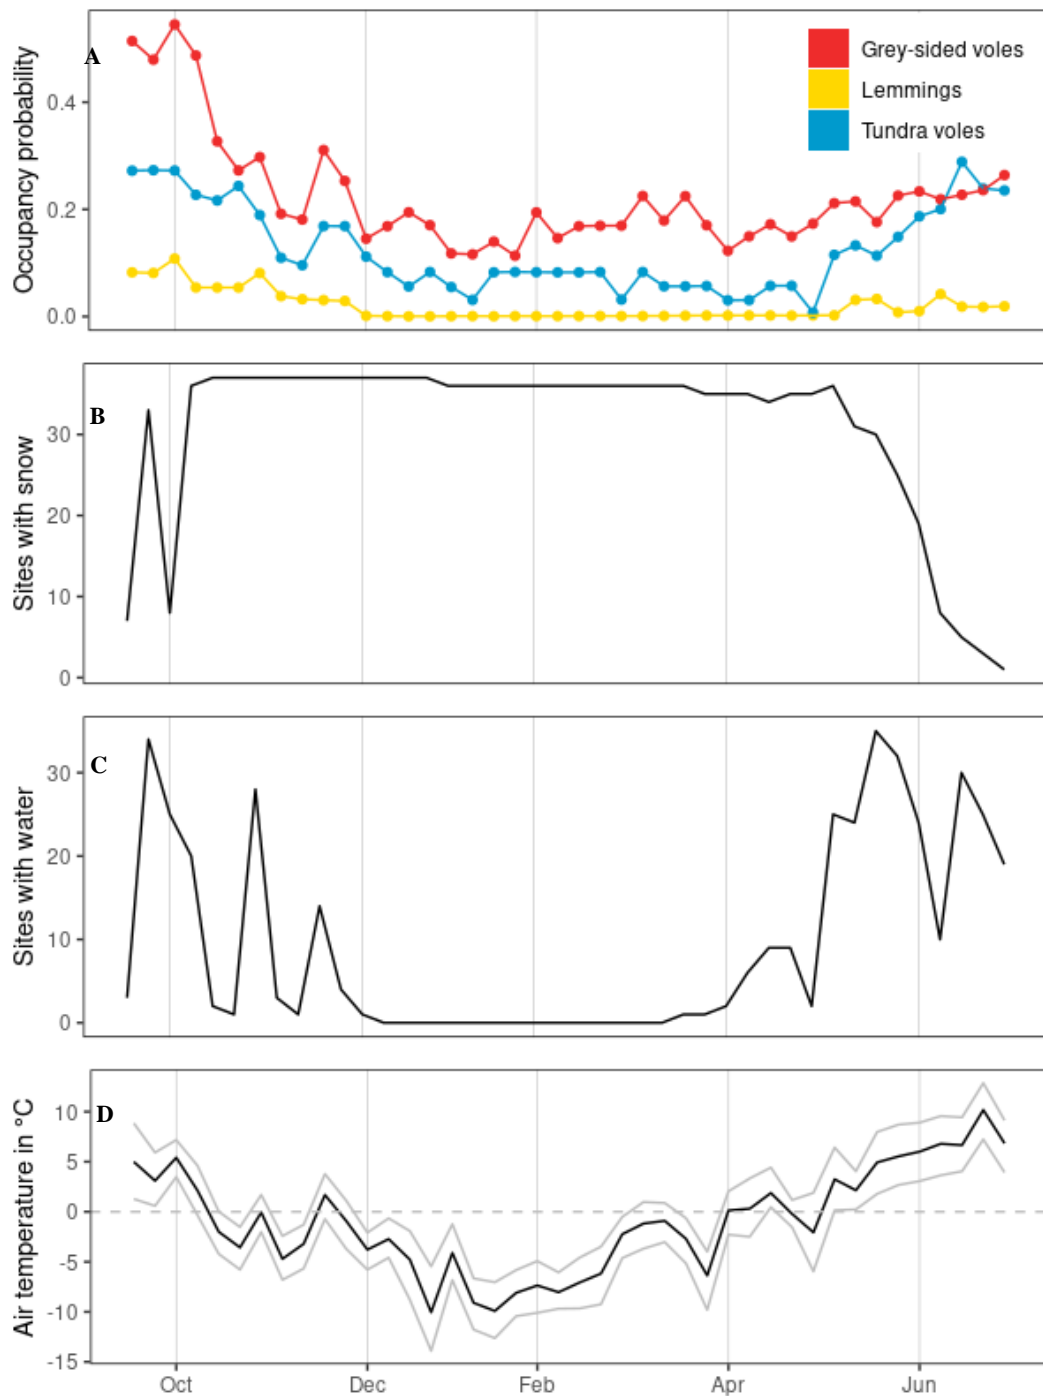 A
Occupancy probability
0.4
0.2
0.0
Grey-sided voles
Lemmings
Tundra voles
B
Sites with snow
30
20
10
0
C
Sites with water
30
20
10
0
D
Air temperature in °C
10
5
0
-5
-10
-15
Oct Dec Feb Apr Jun